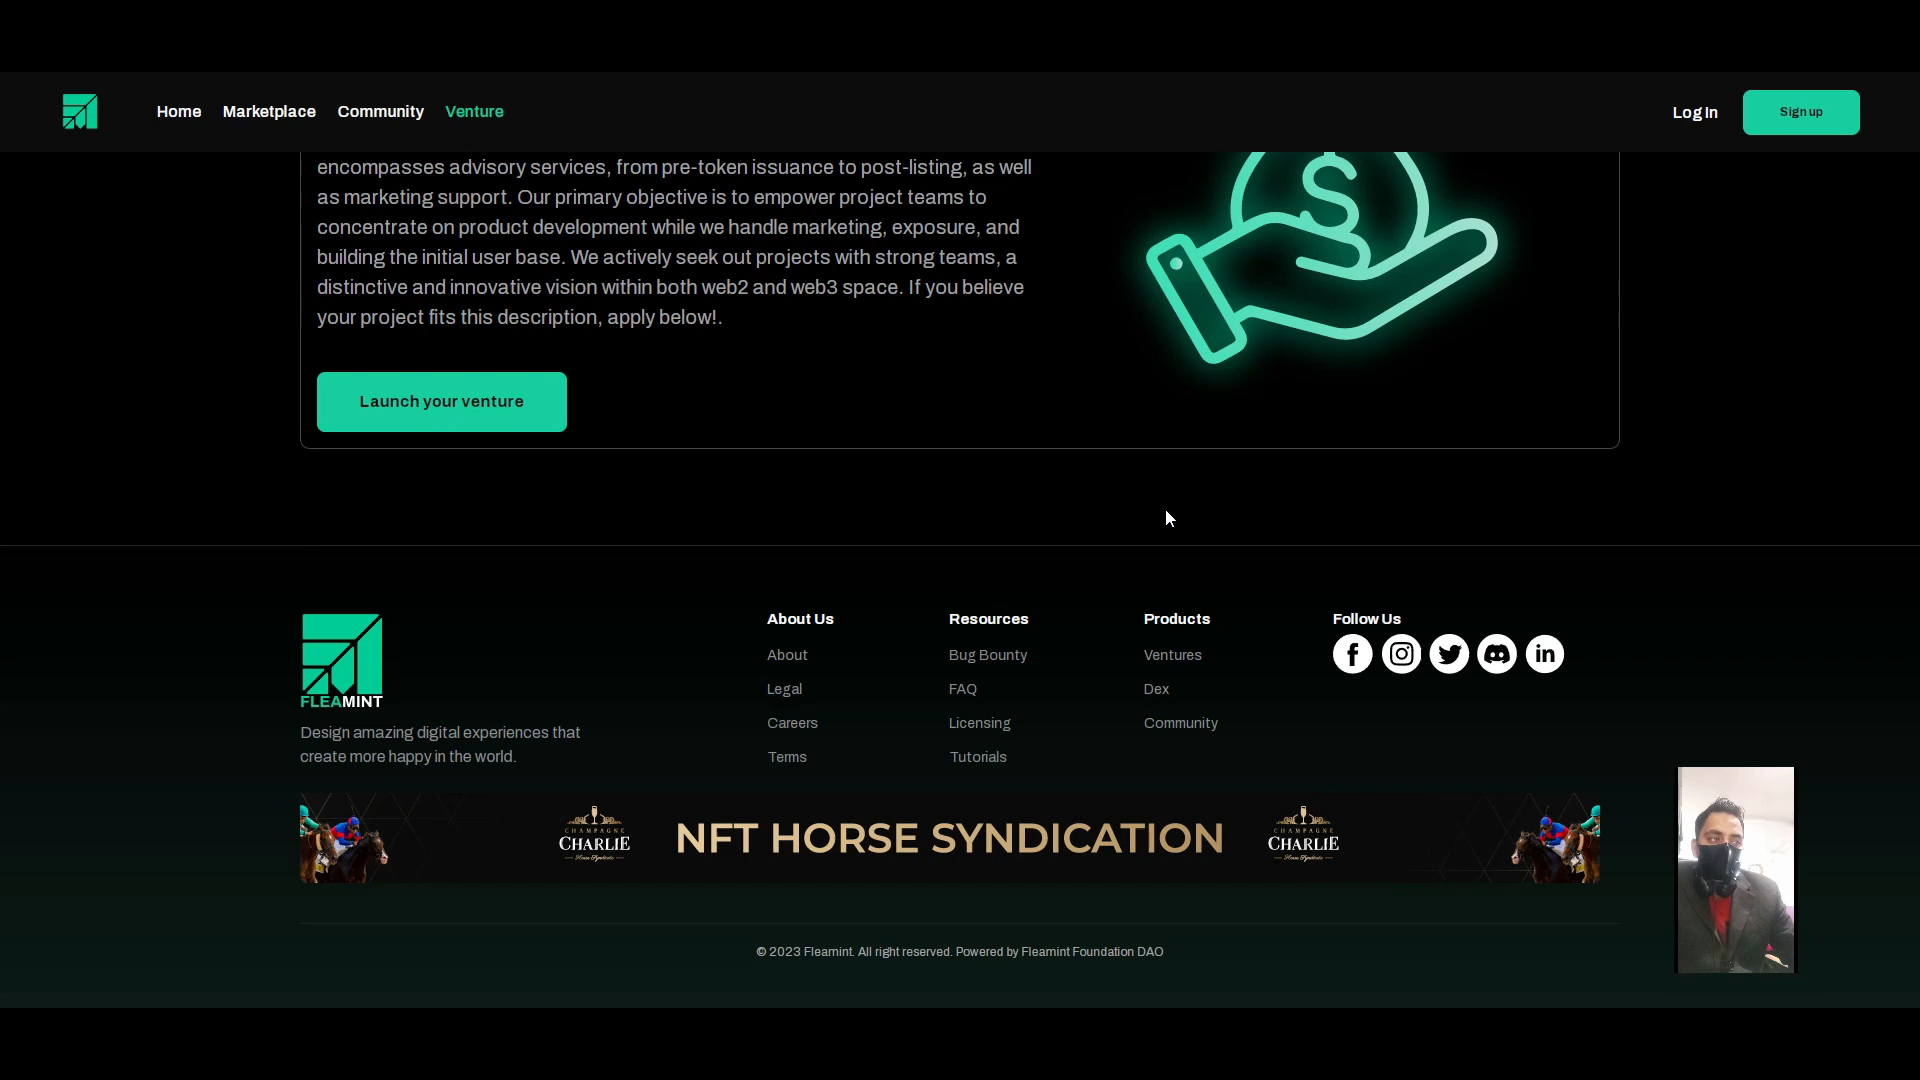 Home Marketplace Community Venture Log In Sign up
encompasses advisory services, from pre-token issuance to post-listing, as well
as marketing support. Our primary objective is to empower project teams to
concentrate on product development while we handle marketing, exposure, and
building the initial user base. We actively seek out projects with strong teams, a
distinctive and innovative vision within both web2 and web3 space. If you believe
your project fits this description, apply below!.
$
Launch your venture
FLEAMINT
Design amazing digital experiences that
create more happy in the world.
About Us
About
Legal
Careers
Terms
Resources
Bug Bounty
FAQ
Licensing
Tutorials
Products
Ventures
Dex
Community
Follow Us
CHAMPAGNE
CHARLIE
Horse Syndicate
NFT HORSE SYNDICATION
CHAMPAGNE
CHARLIE
Horse Syndicate
© 2023 Fleamint. All right reserved. Powered by Fleamint Foundation DAO